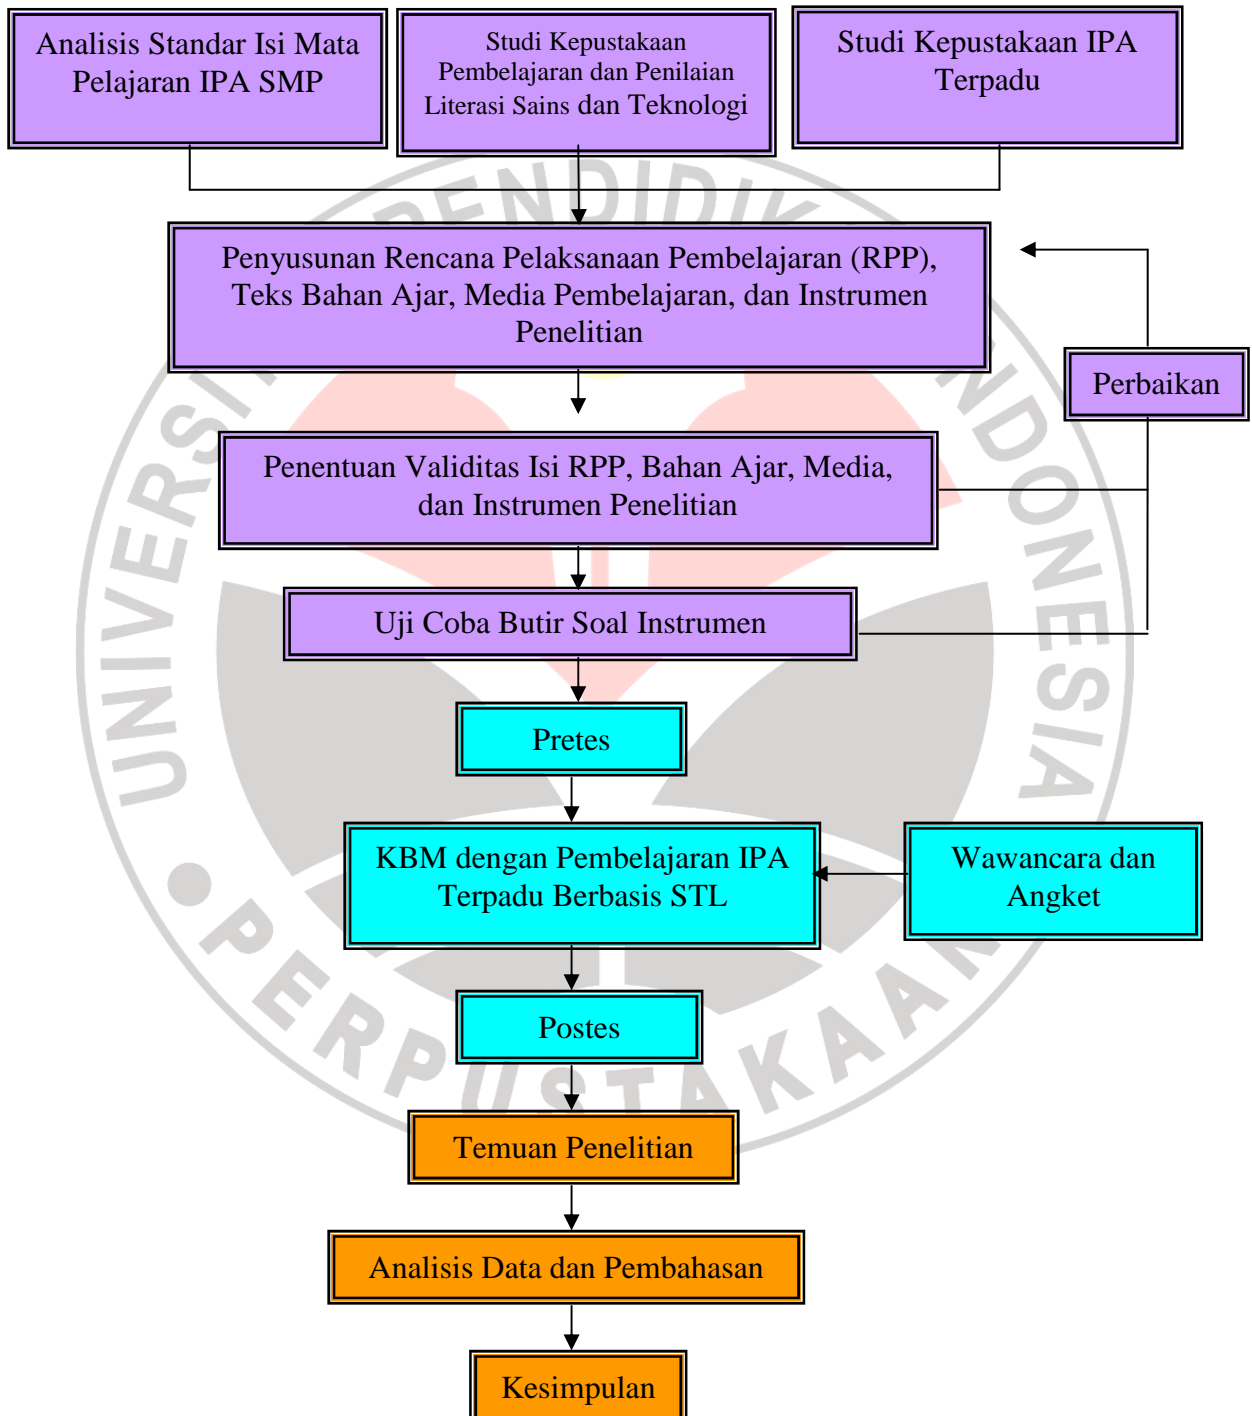 Analisis Standar Isi Mata
Pelajaran IPA SMP
Studi Kepustakaan
Pembelajaran dan Penilaian
Literasi Sains dan Teknologi
Studi Kepustakaan IPA
Terpadu
Penyusunan Rencana Pelaksanaan Pembelajaran (RPP),
Teks Bahan Ajar, Media Pembelajaran, dan Instrumen
Penelitian
Perbaikan
Penentuan Validitas Isi RPP, Bahan Ajar, Media,
dan Instrumen Penelitian
Uji Coba Butir Soal Instrumen
Pretes
KBM dengan Pembelajaran IPA
Terpadu Berbasis STL
Wawancara dan
Angket
Postes
Temuan Penelitian
Analisis Data dan Pembahasan
Kesimpulan
PERPUSTAKAAN